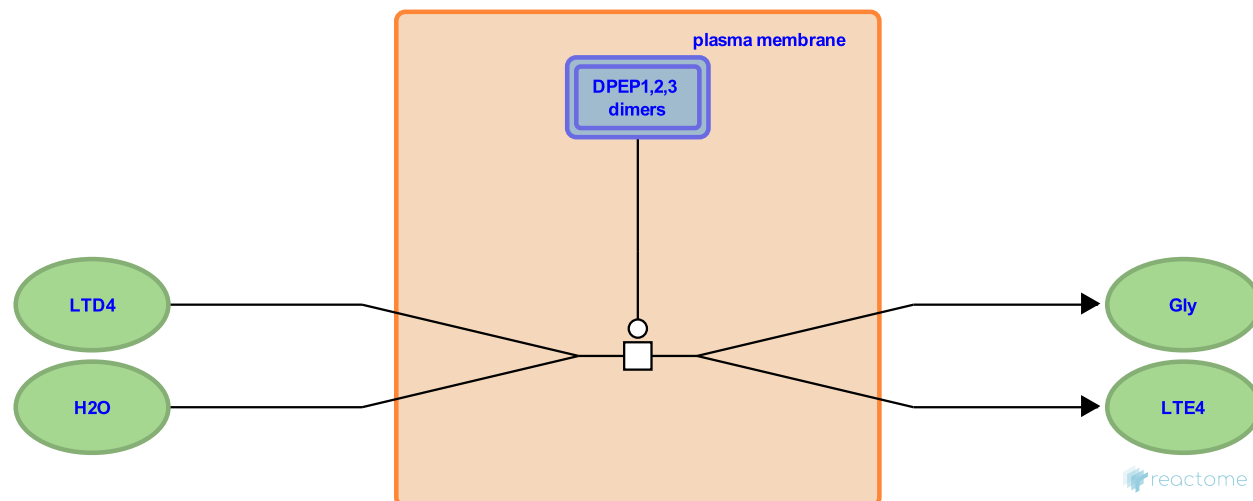 plasma membrane
DPEP1,2,3
dimers
LTD4
Gly
H2O
LTE4
reactome